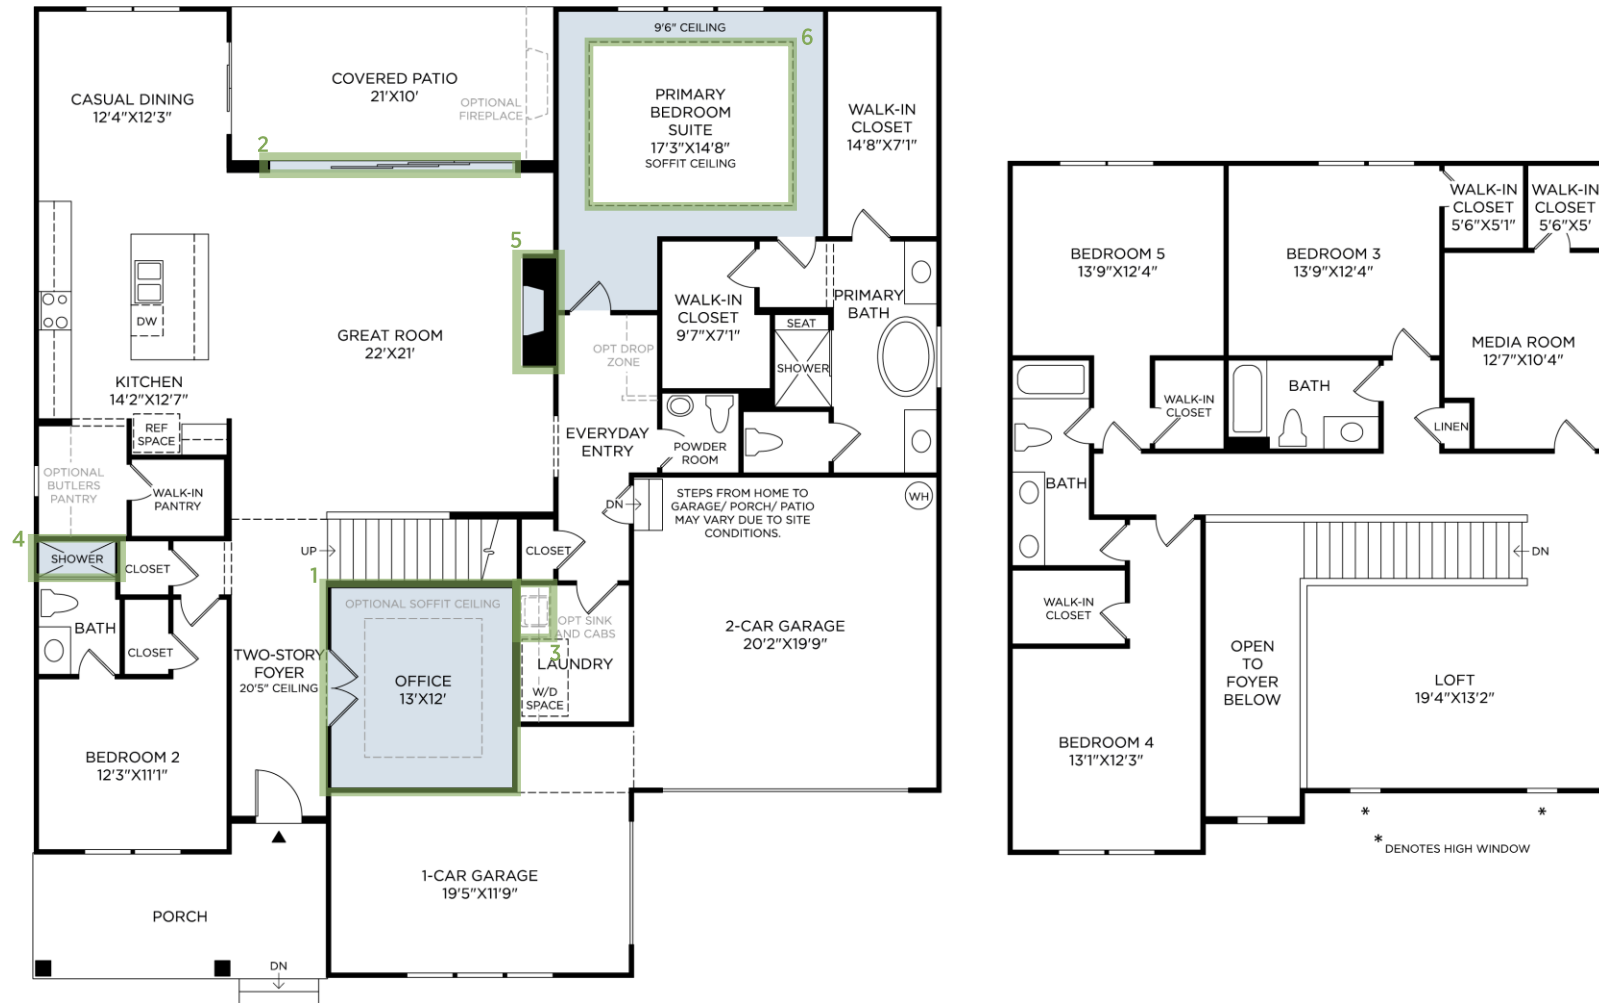 9'6" CEILING
6
PRIMARY
BEDROOM
SUITE
17'3"X14'8"
SOFFIT CEILING
COVERED PATIO
21'X10'
OPTIONAL
FIREPLACE
CASUAL DINING
12'4"X12'3"
WALK-IN
CLOSET
14'8"X7'1"
2
5
GREAT ROOM
22'X21'
DW
KITCHEN
14'2"X12'7"
REF
SPACE
WALK-IN
CLOSET
9'7"X7'1"
PRIMARY
BATH
SEAT
SHOWER
OPT DROP
ZONE
EVERYDAY
ENTRY
POWDER
ROOM
OPTIONAL
BUTLERS
PANTRY
WALK-IN
PANTRY
DN
STEPS FROM HOME TO
GARAGE/ PORCH/ PATIO
MAY VARY DUE TO SITE
CONDITIONS.
WH
4
SHOWER
CLOSET
UP
CLOSET
1
OPTIONAL SOFFIT CEILING
OPT SINK
AND CABS
3
LAUNDRY
W/D
SPACE
BATH
CLOSET
TWO-STORY
FOYER
20'5" CEILING
OFFICE
13'X12'
2-CAR GARAGE
20'2"X19'9"
BEDROOM 2
12'3"X11'1"
1-CAR GARAGE
19'5"X11'9"
PORCH
DN
WALK-IN
CLOSET
5'6"X5'1"
WALK-IN
CLOSET
5'6"X5'
BEDROOM 5
13'9"X12'4"
BEDROOM 3
13'9"X12'4"
MEDIA ROOM
12'7"X10'4"
WALK-IN
CLOSET
BATH
LINEN
BATH
DN
WALK-IN
CLOSET
OPEN
TO
FOYER
BELOW
LOFT
19'4"X13'2"
BEDROOM 4
13'1"X12'3"
* *
* DENOTES HIGH WINDOW